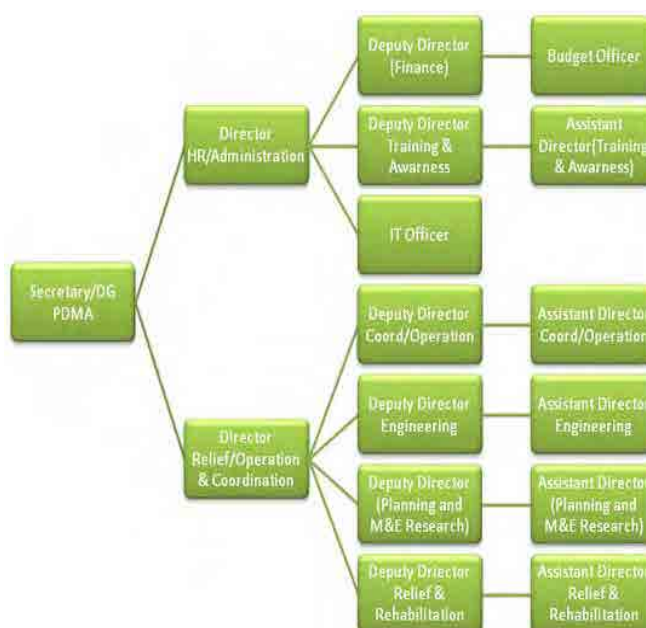 Deputy Director
(Finance)
Budget Officer
Director
HR/Administration
Deputy Director
Training &
Awarness
Assistant
Director(Training
& Awarness)
IT Officer
Secretary/DG
PDMA
Deputy Director
Coord/Operation
Assistant Director
Coord/Operation
Deputy Director
Engineering
Assistant Director
Engineering
Director
Relief/Operation
& Coordination
Deputy Director
(Planning and
M&E Research)
Assistant Director
(Planning and
M&E Research)
Deputy Director
Relief &
Rehabilitation
Assistant Director
Relief &
Rehabilitation